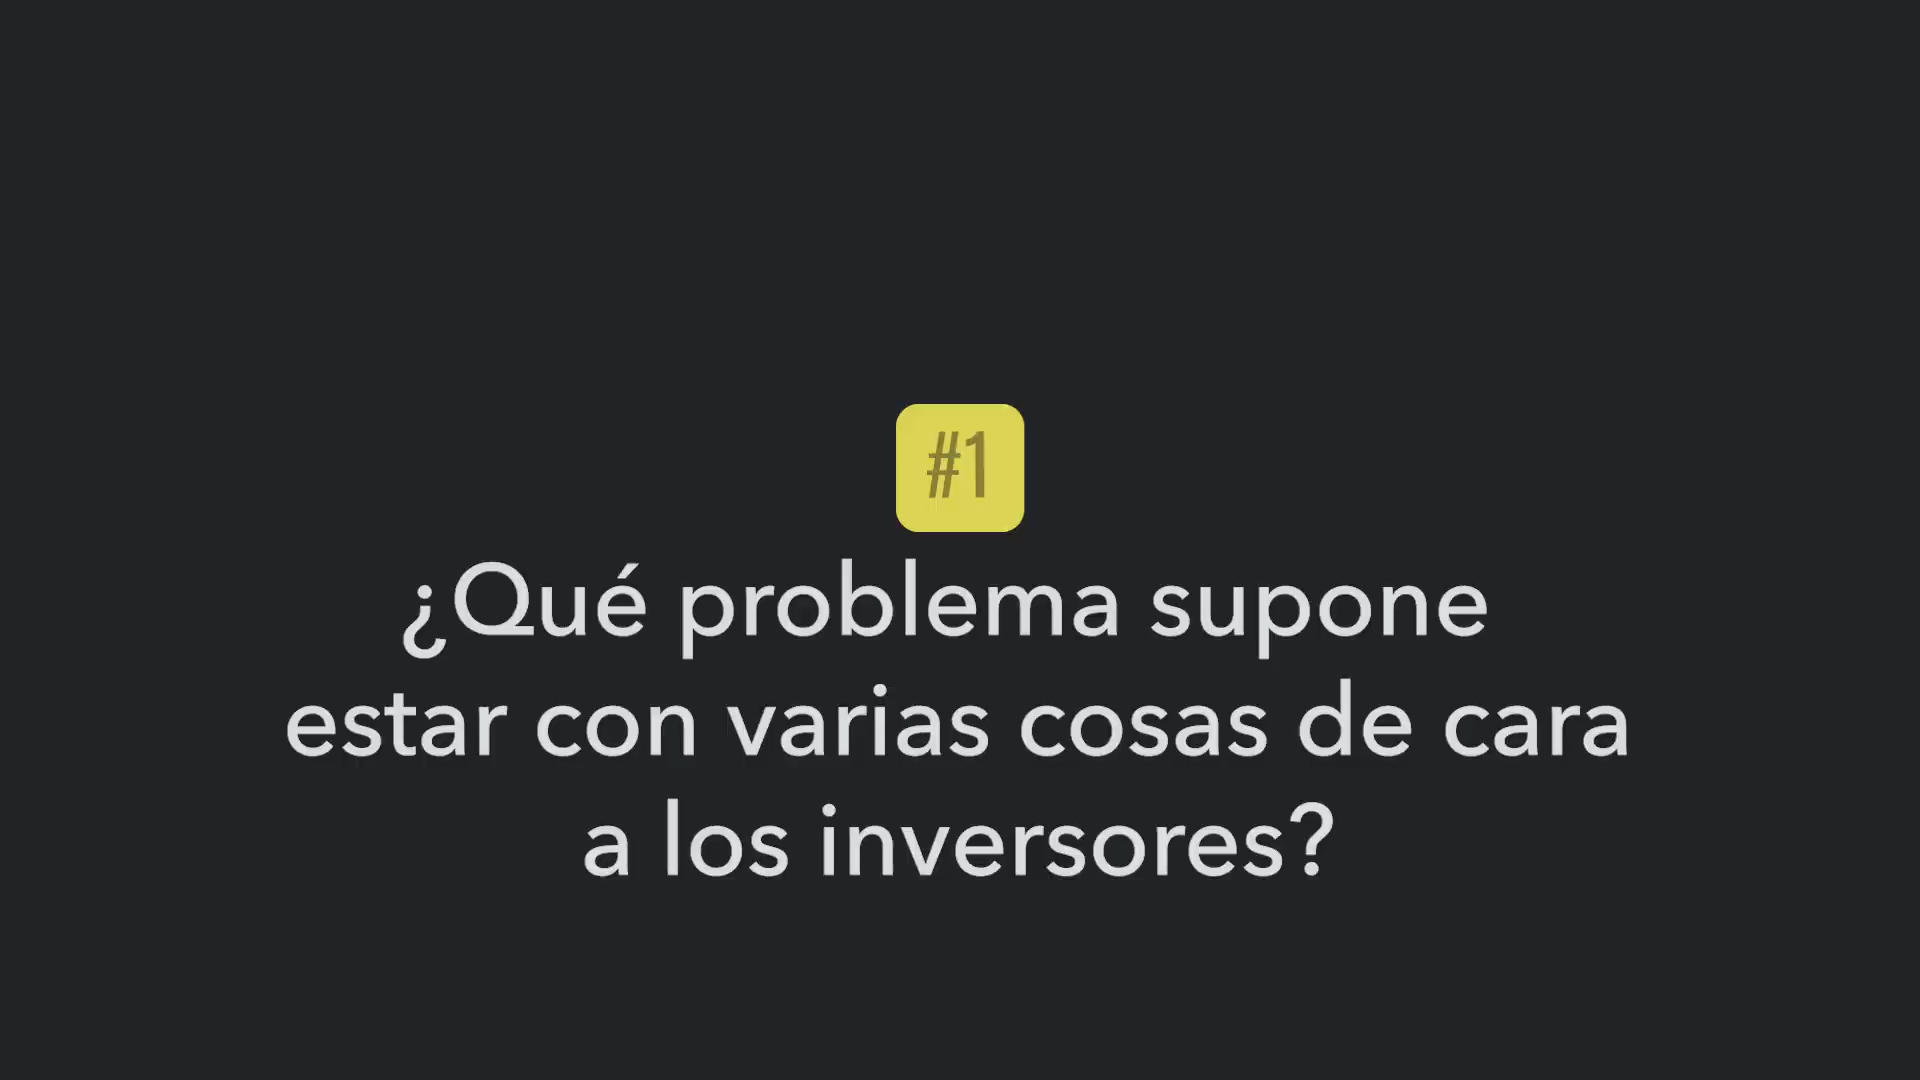 #1
¿Qué problema supone
estar con varias cosas de cara
a los inversores?